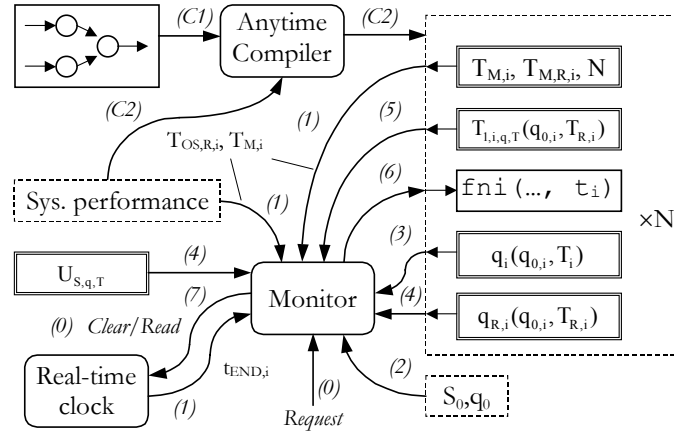 (C1)
Anytime
Compiler
(C2)
T_{M,i}, T_{M,R,i}, N
(C2)
(1)
(5)
T_{OS,R,i}, T_{M,i}
T_{l,i,q,T}(q_{0,i},T_{R,i})
(6)
Sys. performance
fni(…, t_i)
(1)
×N
(3)
(4)
q_i(q_{0,i},T_i)
U_{S,q,T}
(7)
Monitor
(4)
(0) Clear/Read
q_{R,i}(q_{0,i},T_{R,i})
Real-time
clock
t_{END,i}
(2)
(1)
(0)
Request
S_0,q_0